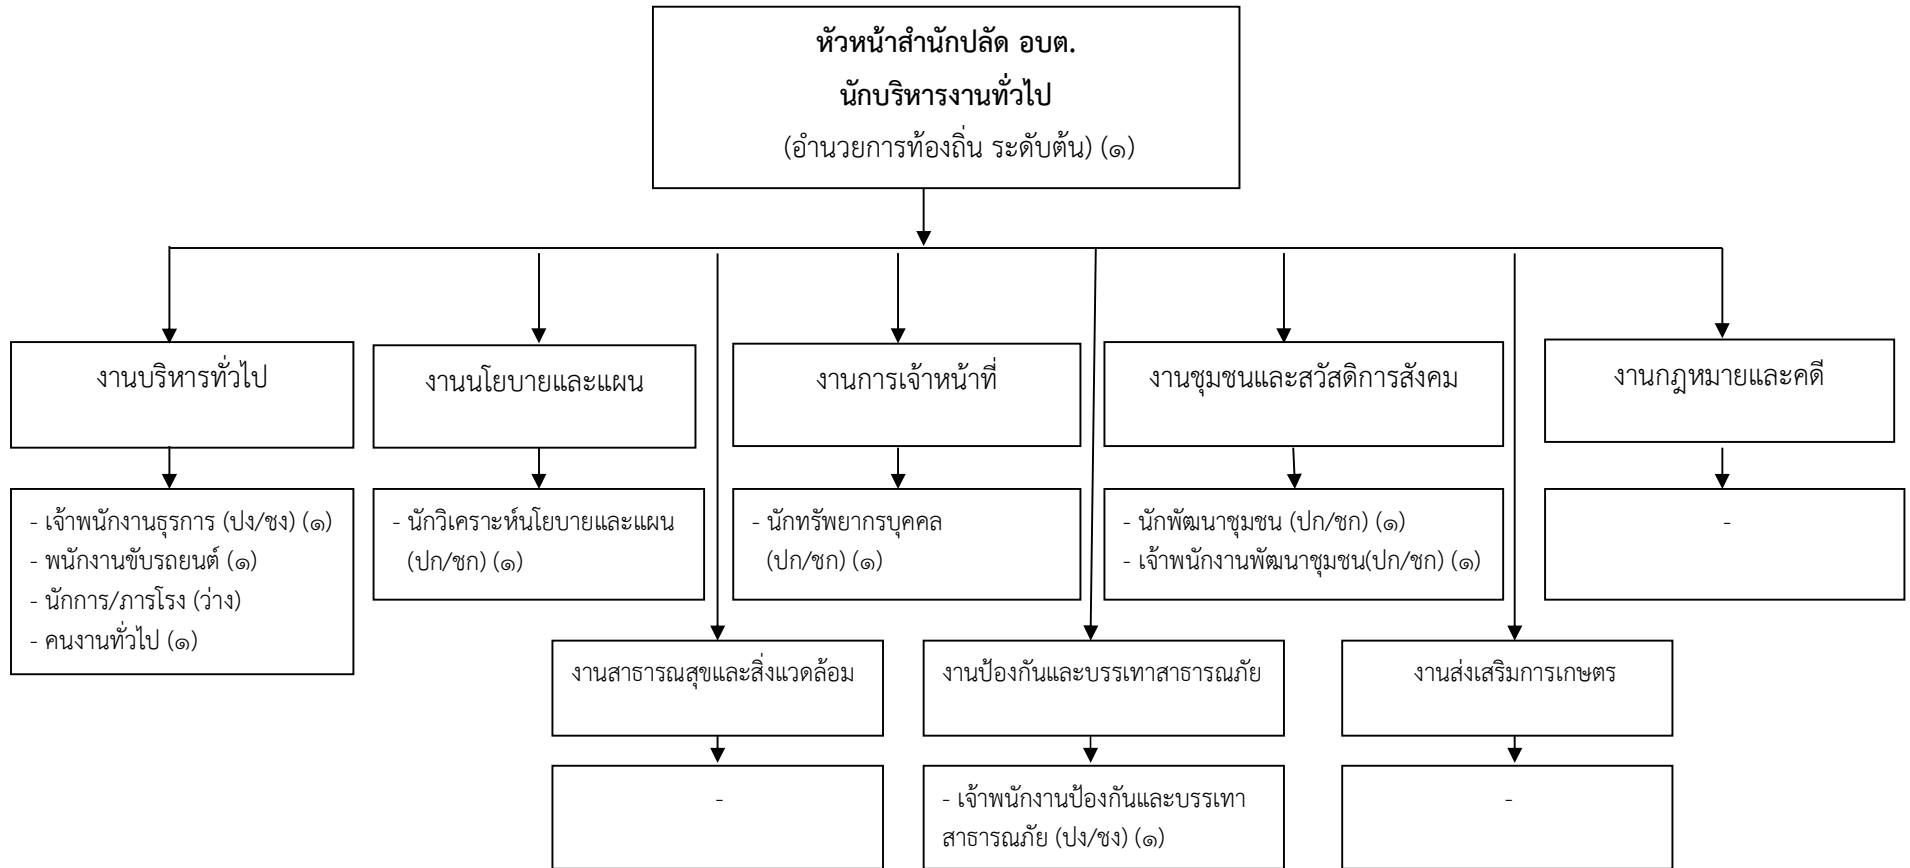 หัวหน้าสำนักปลัด อบต.
นักบริหารงานทั่วไป
(อำนวยการท้องถิ่น ระดับต้น) (๑)
งานบริหารทั่วไป
งานนโยบายและแผน
งานการเจ้าหน้าที่
งานชุมชนและสวัสดิการสังคม
งานกฎหมายและคดี
- เจ้าพนักงานธุรการ (ปง/ชง) (๑)
- พนักงานขับรถยนต์ (๑)
- นักการ/ภารโรง (ว่าง)
- คนงานทั่วไป (๑)
- นักวิเคราะห์นโยบายและแผน
(ปก/ชก) (๑)
- นักทรัพยากรบุคคล
(ปก/ชก) (๑)
- นักพัฒนาชุมชน (ปก/ชก) (๑)
- เจ้าพนักงานพัฒนาชุมชน(ปก/ชก) (๑)
-
งานสาธารณสุขและสิ่งแวดล้อม
งานป้องกันและบรรเทาสาธารณภัย
งานส่งเสริมการเกษตร
-
- เจ้าพนักงานป้องกันและบรรเทา
สาธารณภัย (ปง/ชง) (๑)
-